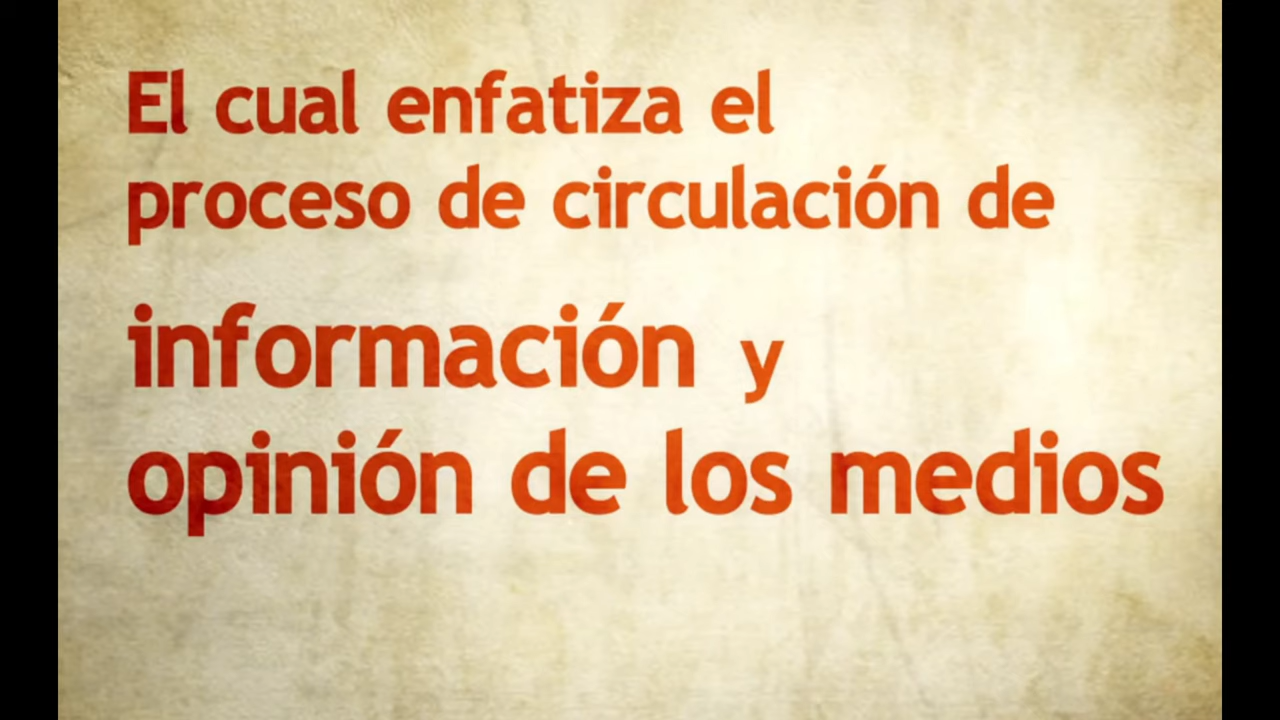 El cual enfatiza el
proceso de circulación de
información y
opinión de los medios